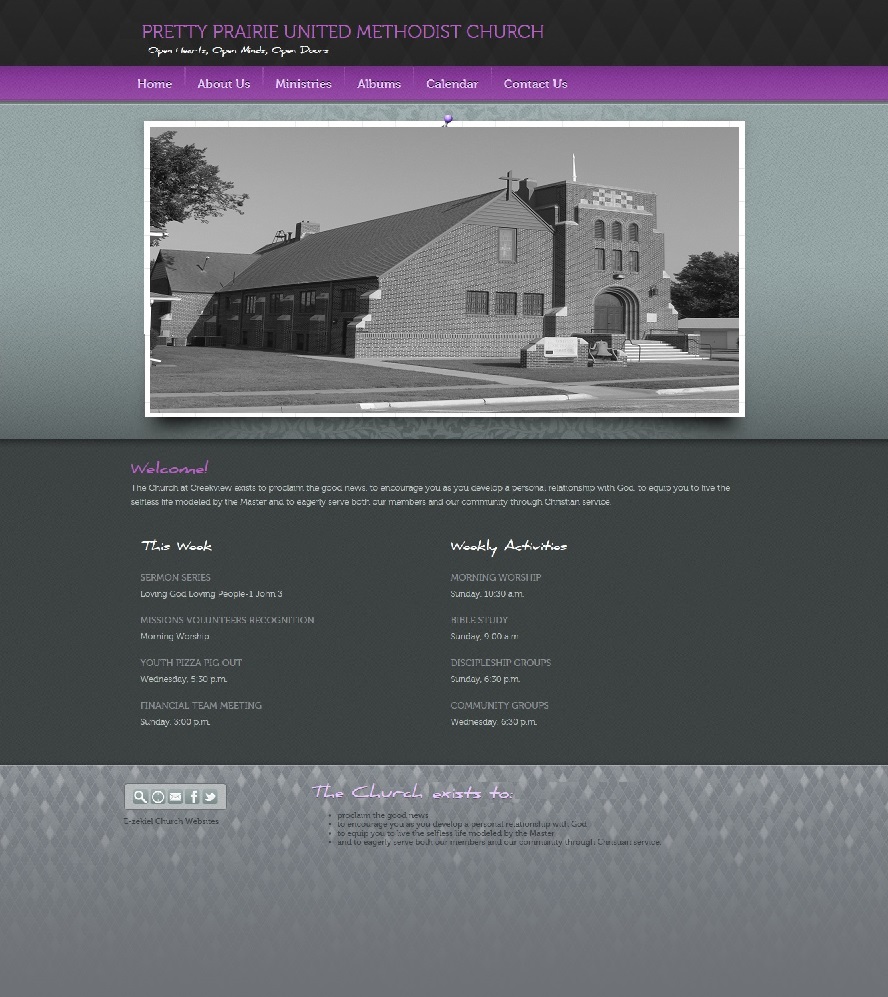 PRETTY PRAIRIE UNITED METHODIST CHURCH
Open Hearts, Open Minds, Open Doors
Home About Us Ministries Albums Calendar Contact Us
Welcome!
The Church at Creekview exists to proclaim the good news, to encourage you as you develop a personal relationship with God, to equip you to live the
selfless life modeled by the Master and to eagerly serve both our members and our community through Christian service.
This Week
SERMON SERIES
Loving God Loving People-1 John 3
MISSIONS VOLUNTEERS RECOGNITION
Morning Worship
YOUTH PIZZA PIG OUT
Wednesday, 5:30 p.m.
FINANCIAL TEAM MEETING
Sunday, 3:00 p.m.
Weekly Activities
MORNING WORSHIP
Sunday, 10:30 a.m.
BIBLE STUDY
Sunday, 9:00 a.m.
DISCIPLESHIP GROUPS
Sunday, 6:30 p.m.
COMMUNITY GROUPS
Wednesday, 6:30 p.m.
E-zekiel Church Websites
The Church exists to:
proclaim the good news
to encourage you as you develop a personal relationship with God
to equip you to live the selfless life modeled by the Master
and to eagerly serve both our members and our community through Christian service.